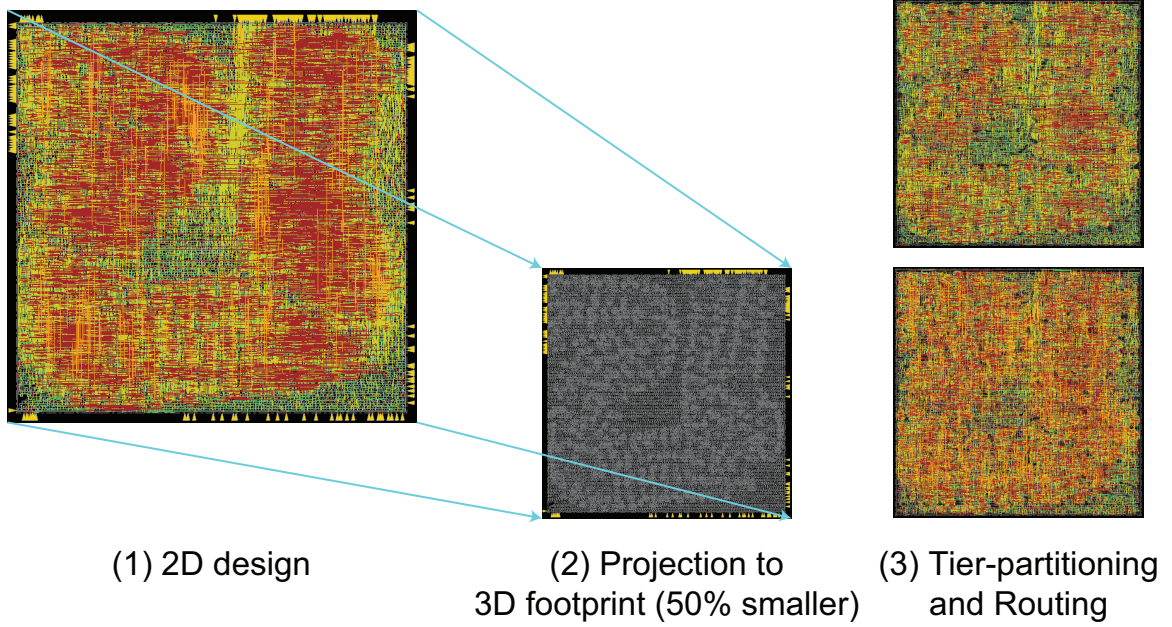 (1) 2D design
(2) Projection to
3D footprint (50% smaller)
(3) Tier-partitioning
and Routing